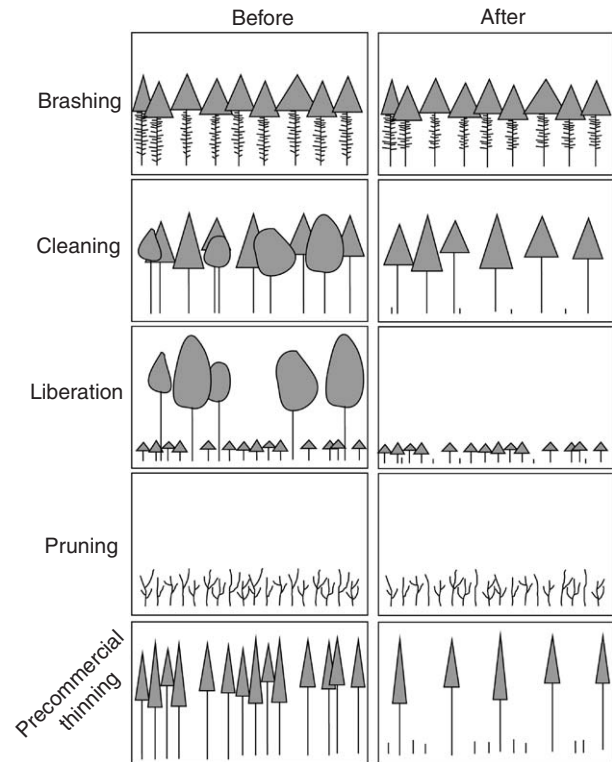 Before
After
Brashing
Cleaning
Liberation
Pruning
Precommercial
thinning